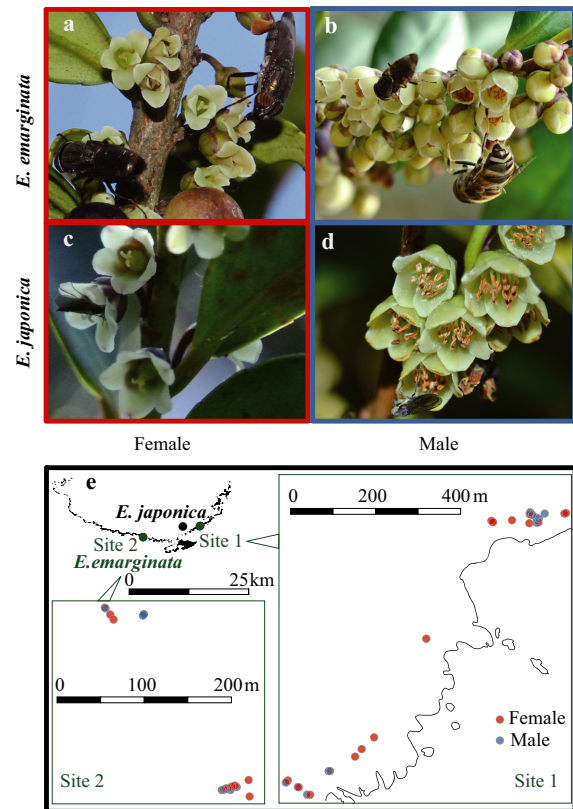 a
b
E. emarginata
c
d
E. japonica
Female
Male
e
E. japonica
Site 2
Site 1
E.emarginata
0 25km
0 200 400 m
0 100 200 m
Female
Male
Site 2
Site 1